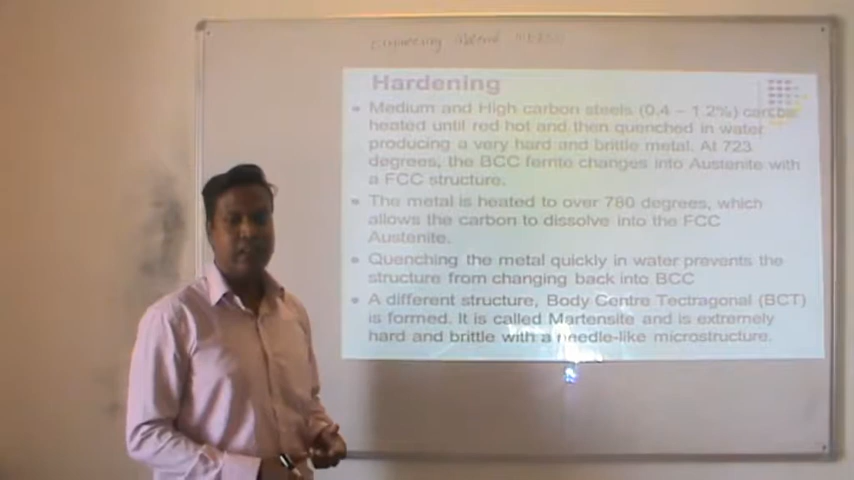 Engineering
Hardening
Medium and High carbon steels (0.4 – 1.2%) can be
heated until red hot and then quenched in water
producing a very hard and brittle metal. At 723
degrees, the BCC ferrite changes into Austenite with
a FCC structure.
The metal is heated to over 780 degrees, which
allows the carbon to dissolve into the FCC
Austenite.
Quenching the metal quickly in water prevents the
structure from changing back into BCC
A different structure, Body Centre Tectragonal (BCT)
is formed. It is called Martensite and is extremely
hard and brittle with a needle-like microstructure.